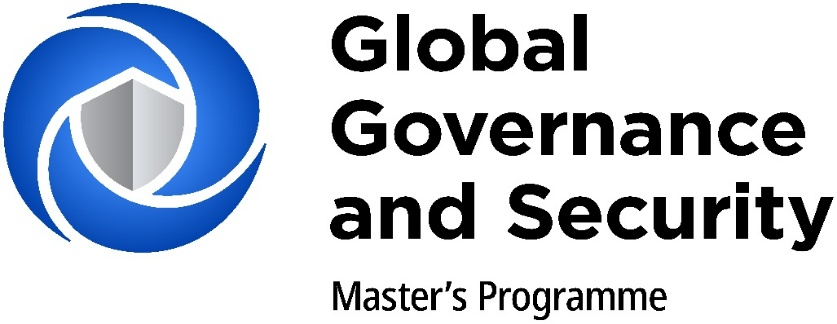 Global
Governance
and Security
Master's Programme